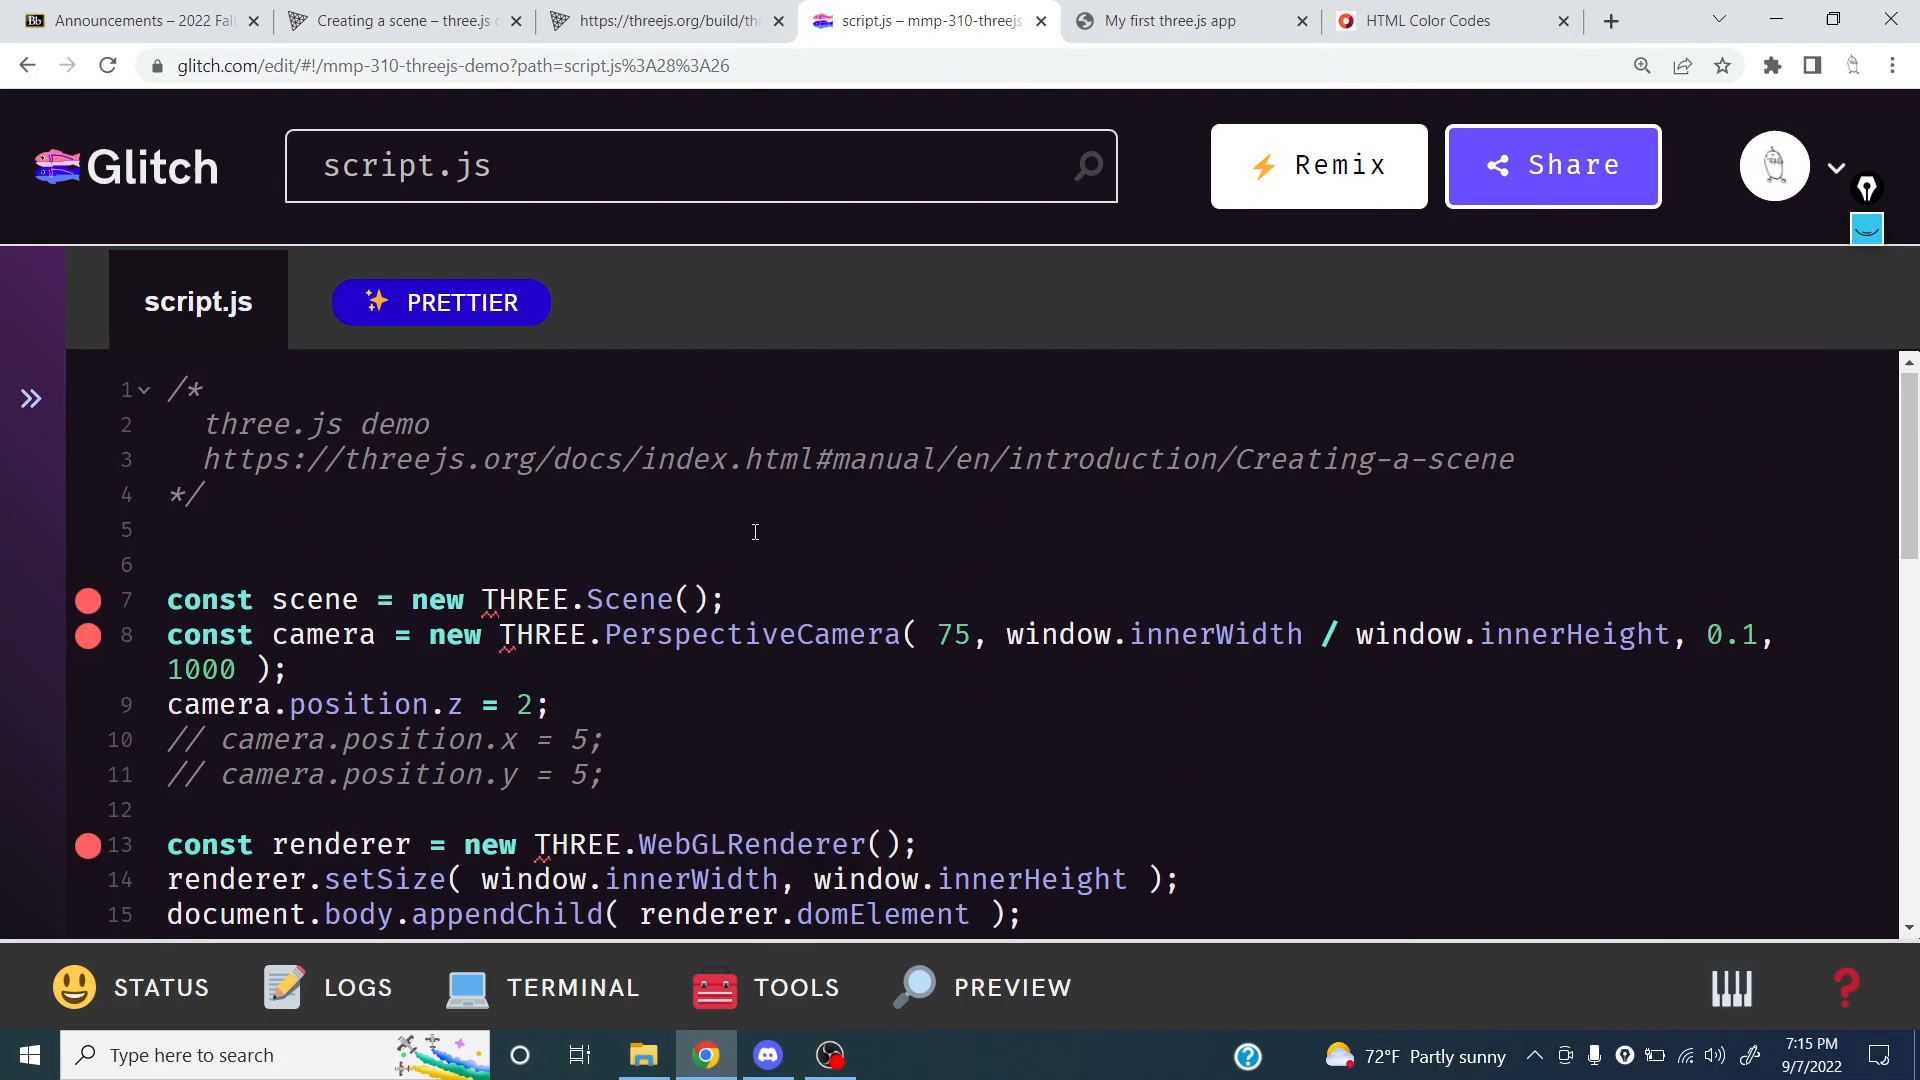 Announcements – 2022 Fall
Creating a scene – three.js
https://threejs.org/build/thr
script.js – mmp-310-threejs
My first three.js app
HTML Color Codes
glitch.com/edit/#!/mmp-310-threejs-demo?path=script.js%3A28%3A26
Glitch
script.js
Remix
Share
script.js
PRETTIER
1 /*
2 three.js demo
3 https://threejs.org/docs/index.html#manual/en/introduction/Creating-a-scene
4 */
5
6
7 const scene = new THREE.Scene();
8 const camera = new THREE.PerspectiveCamera( 75, window.innerWidth / window.innerHeight, 0.1,
1000 );
9 camera.position.z = 2;
10 // camera.position.x = 5;
11 // camera.position.y = 5;
12
13 const renderer = new THREE.WebGLRenderer();
14 renderer.setSize( window.innerWidth, window.innerHeight );
15 document.body.appendChild( renderer.domElement );
STATUS
LOGS
TERMINAL
TOOLS
PREVIEW
?
Type here to search
72°F Partly sunny
7:15 PM
9/7/2022